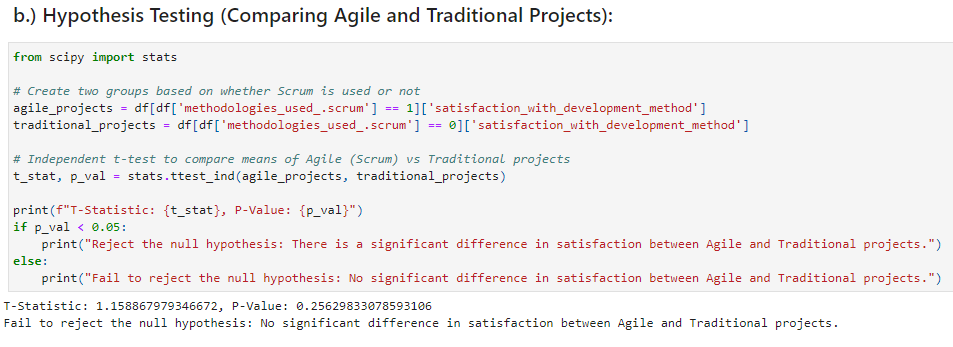 b.) Hypothesis Testing (Comparing Agile and Traditional Projects):
from scipy import stats
# Create two groups based on whether Scrum is used or not
agile_projects = df[df['methodologies_used_.scrum'] == 1]['satisfaction_with_development_method']
traditional_projects = df[df['methodologies_used_.scrum'] == 0]['satisfaction_with_development_method']
# Independent t-test to compare means of Agile (Scrum) vs Traditional projects
t_stat, p_val = stats.ttest_ind(agile_projects, traditional_projects)
print(f"T-Statistic: {t_stat}, P-Value: {p_val}")
if p_val < 0.05:
    print("Reject the null hypothesis: There is a significant difference in satisfaction between Agile and Traditional projects.")
else:
    print("Fail to reject the null hypothesis: No significant difference in satisfaction between Agile and Traditional projects.")
T-Statistic: 1.158867979346672, P-Value: 0.25629833078593106
Fail to reject the null hypothesis: No significant difference in satisfaction between Agile and Traditional projects.